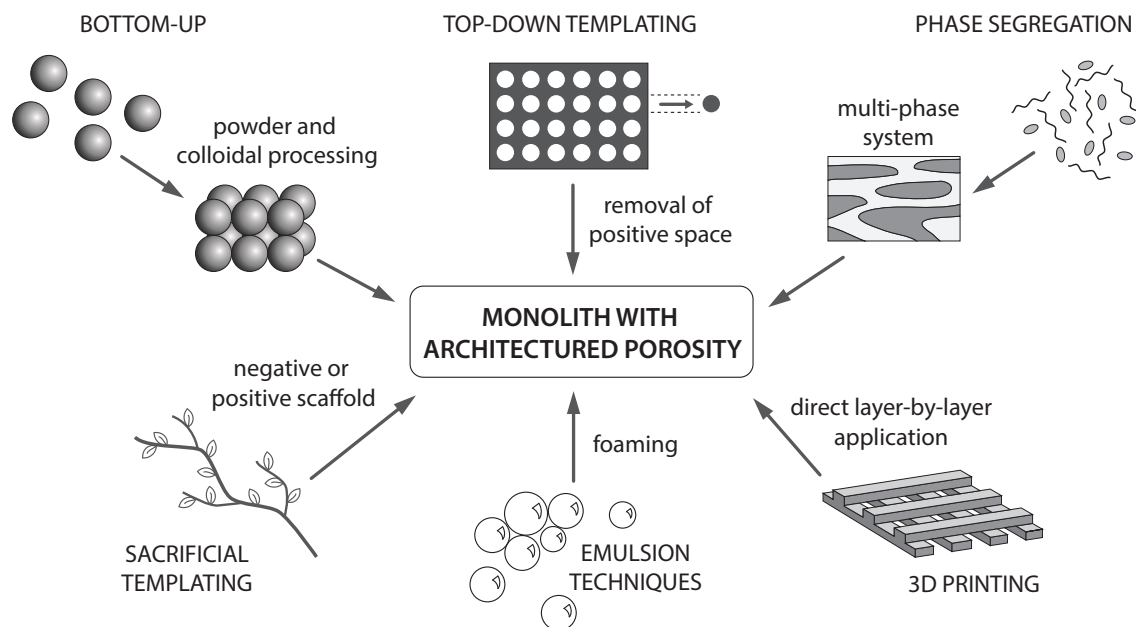 BOTTOM-UP
TOP-DOWN TEMPLATING
PHASE SEGREGATION
powder and
colloidal processing
removal of
positive space
multi-phase
system
MONOLITH WITH
ARCHITECTURED POROSITY
negative or
positive scaffold
SACRIFICIAL
TEMPLATING
foaming
EMULSION
TECHNIQUES
direct layer-by-layer
application
3D PRINTING